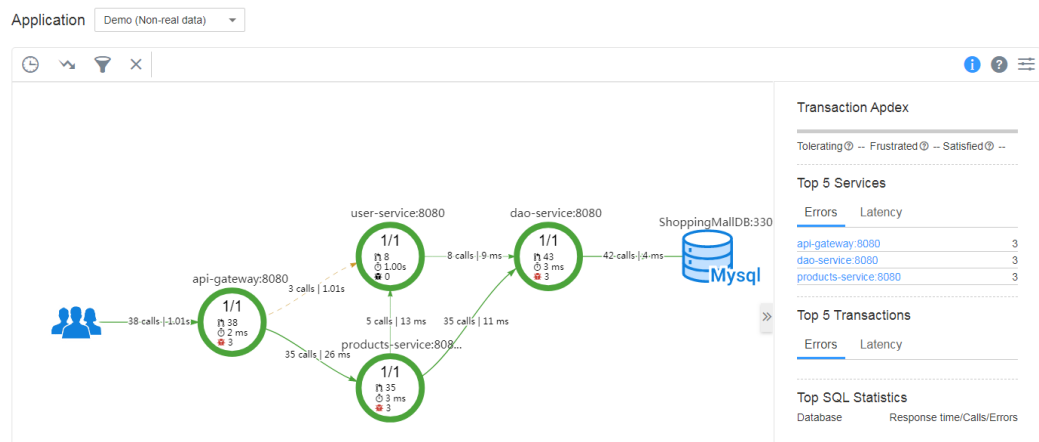 Application Demo (Non-real data)
Transaction Apdex
Tolerating -- Frustrated -- Satisfied --
Top 5 Services
Errors Latency
api-gateway:8080 3
dao-service:8080 3
products-service:8080 3
Top 5 Transactions
Errors Latency
Top SQL Statistics
Database Response time/Calls/Errors
user-service:8080
1/1
8
1.00s
0
dao-service:8080
1/1
43
3 ms
3
ShoppingMallDB:330
Mysql
api-gateway:8080
1/1
38
2 ms
3
products-service:808...
1/1
35
3 ms
3
38 calls | 1.01s
3 calls | 1.01s
35 calls | 26 ms
5 calls | 13 ms
8 calls | 9 ms
35 calls | 11 ms
42 calls | 4 ms